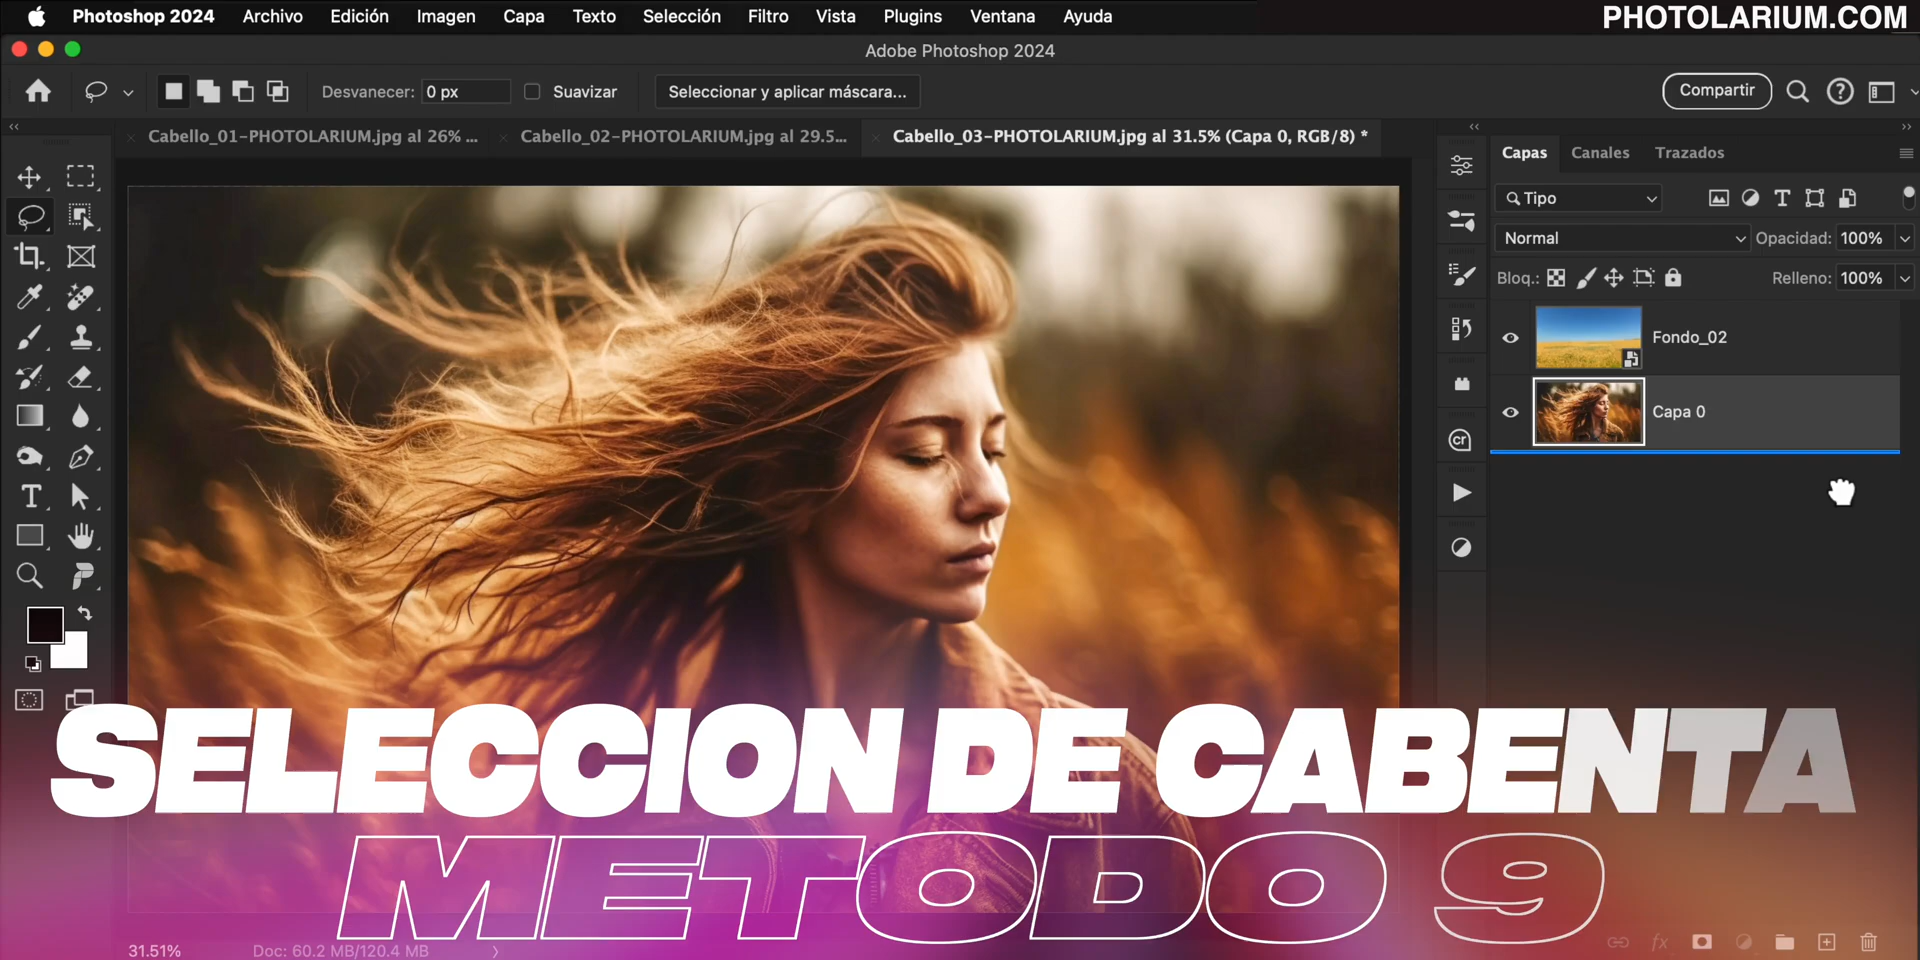 Photoshop 2024 Archivo Edición Imagen Capa Texto Selección Filtro Vista Plugins Ventana Ayuda
PHOTOLARIUM.COM
Adobe Photoshop 2024
Desvanecer: 0 px Suavizar Seleccionar y aplicar máscara... Compartir
Cabello_01-PHOTOLARIUM.jpg al 26% ... Cabello_02-PHOTOLARIUM.jpg al 29.5... Cabello_03-PHOTOLARIUM.jpg al 31.5% (Capa 0, RGB/8) *
Capas Canales Trazados
Tipo
Normal Opacidad: 100%
Bloq.: Relleno: 100%
Fondo_02
Capa 0
SELECCION DE CABENTA
METODO 9
31.51% Doc: 60.2 MB/120.4 MB